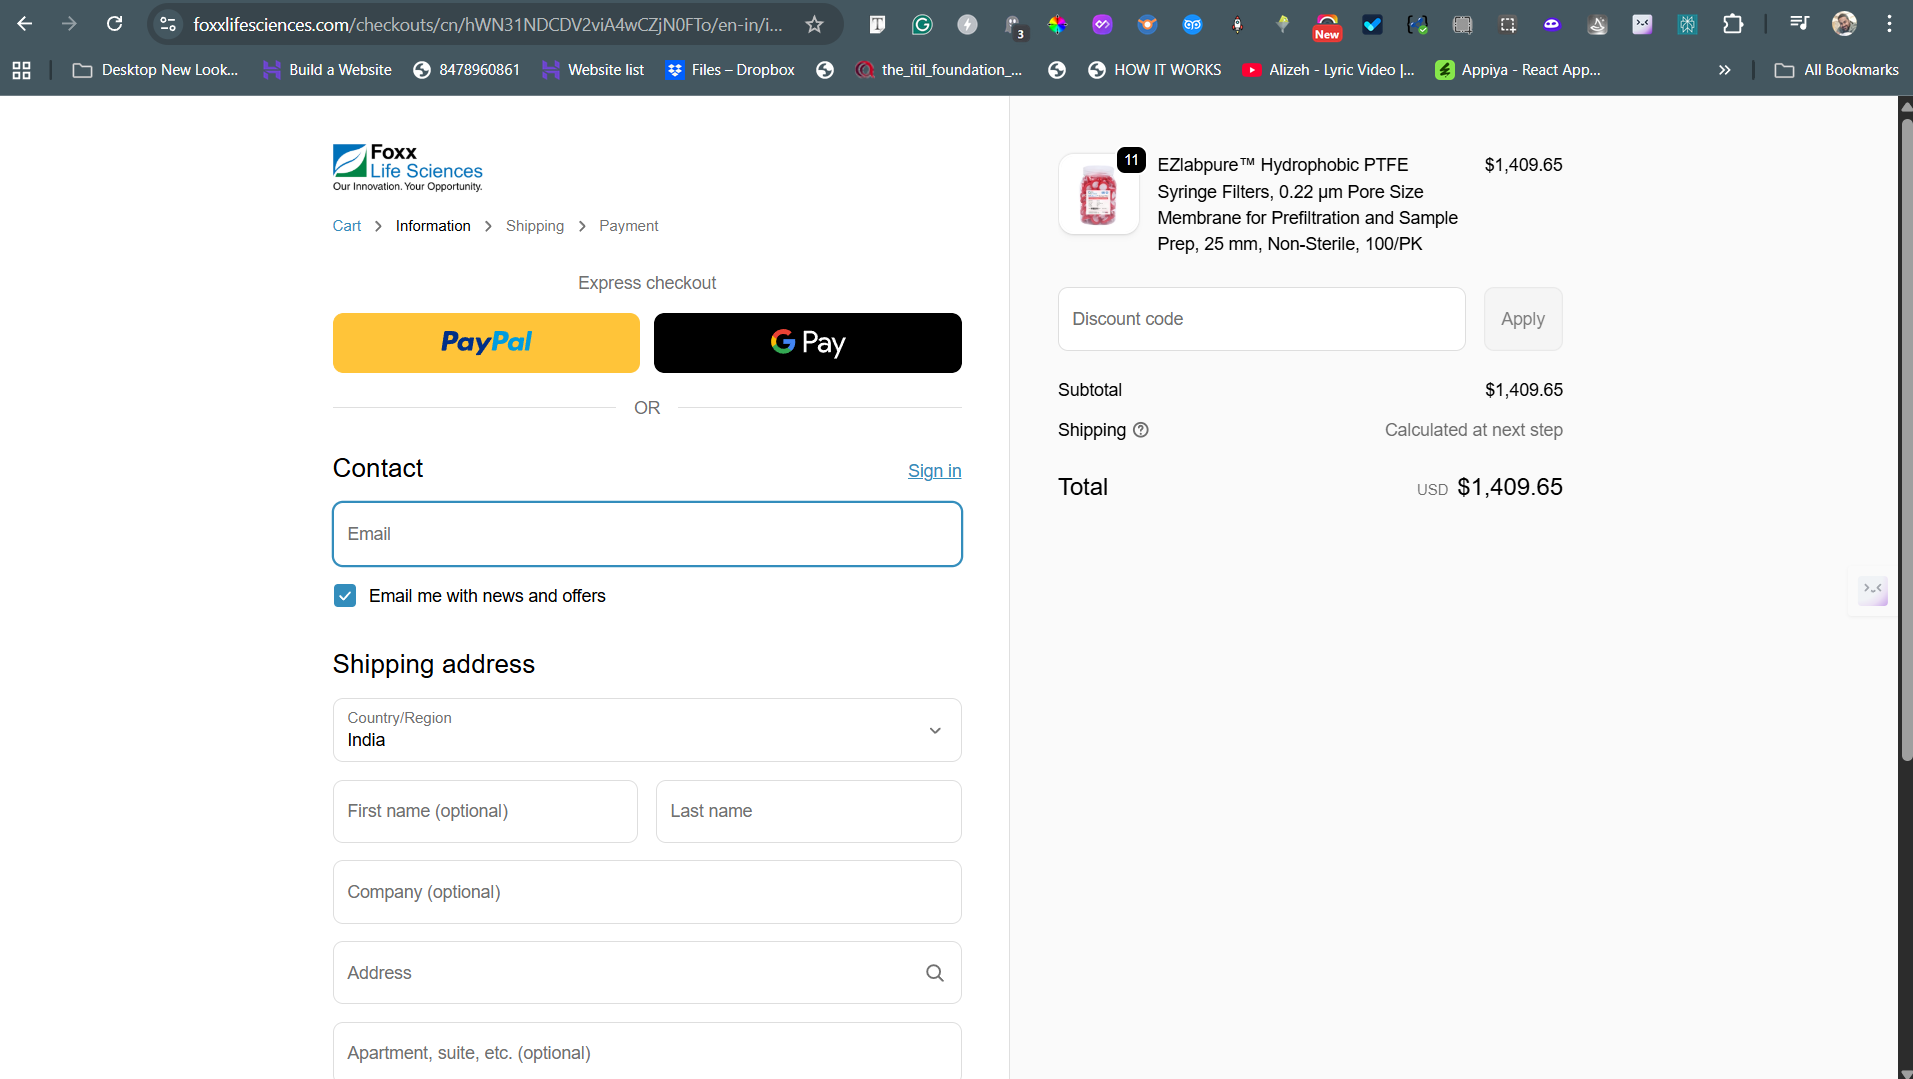 foxxlifesciences.com/checkouts/cn/hWN31NDCDV2viA4wCZjN0FTo/en-in/i...
3
New
Desktop New Look...
Build a Website
8478960861
Website list
Files – Dropbox
the_itil_foundation_...
HOW IT WORKS
Alizeh - Lyric Video |...
Appiya - React App...
All Bookmarks
Foxx
Life Sciences
Our Innovation. Your Opportunity.
Cart
Information
Shipping
Payment
Express checkout
PayPal
G Pay
OR
Contact
Sign in
Email
Email me with news and offers
Shipping address
Country/Region
India
First name (optional)
Last name
Company (optional)
Address
Apartment, suite, etc. (optional)
11
EZlabpure™ Hydrophobic PTFE
Syringe Filters, 0.22 μm Pore Size
Membrane for Prefiltration and Sample
Prep, 25 mm, Non-Sterile, 100/PK
$1,409.65
Discount code
Apply
Subtotal
$1,409.65
Shipping
Calculated at next step
Total
USD $1,409.65